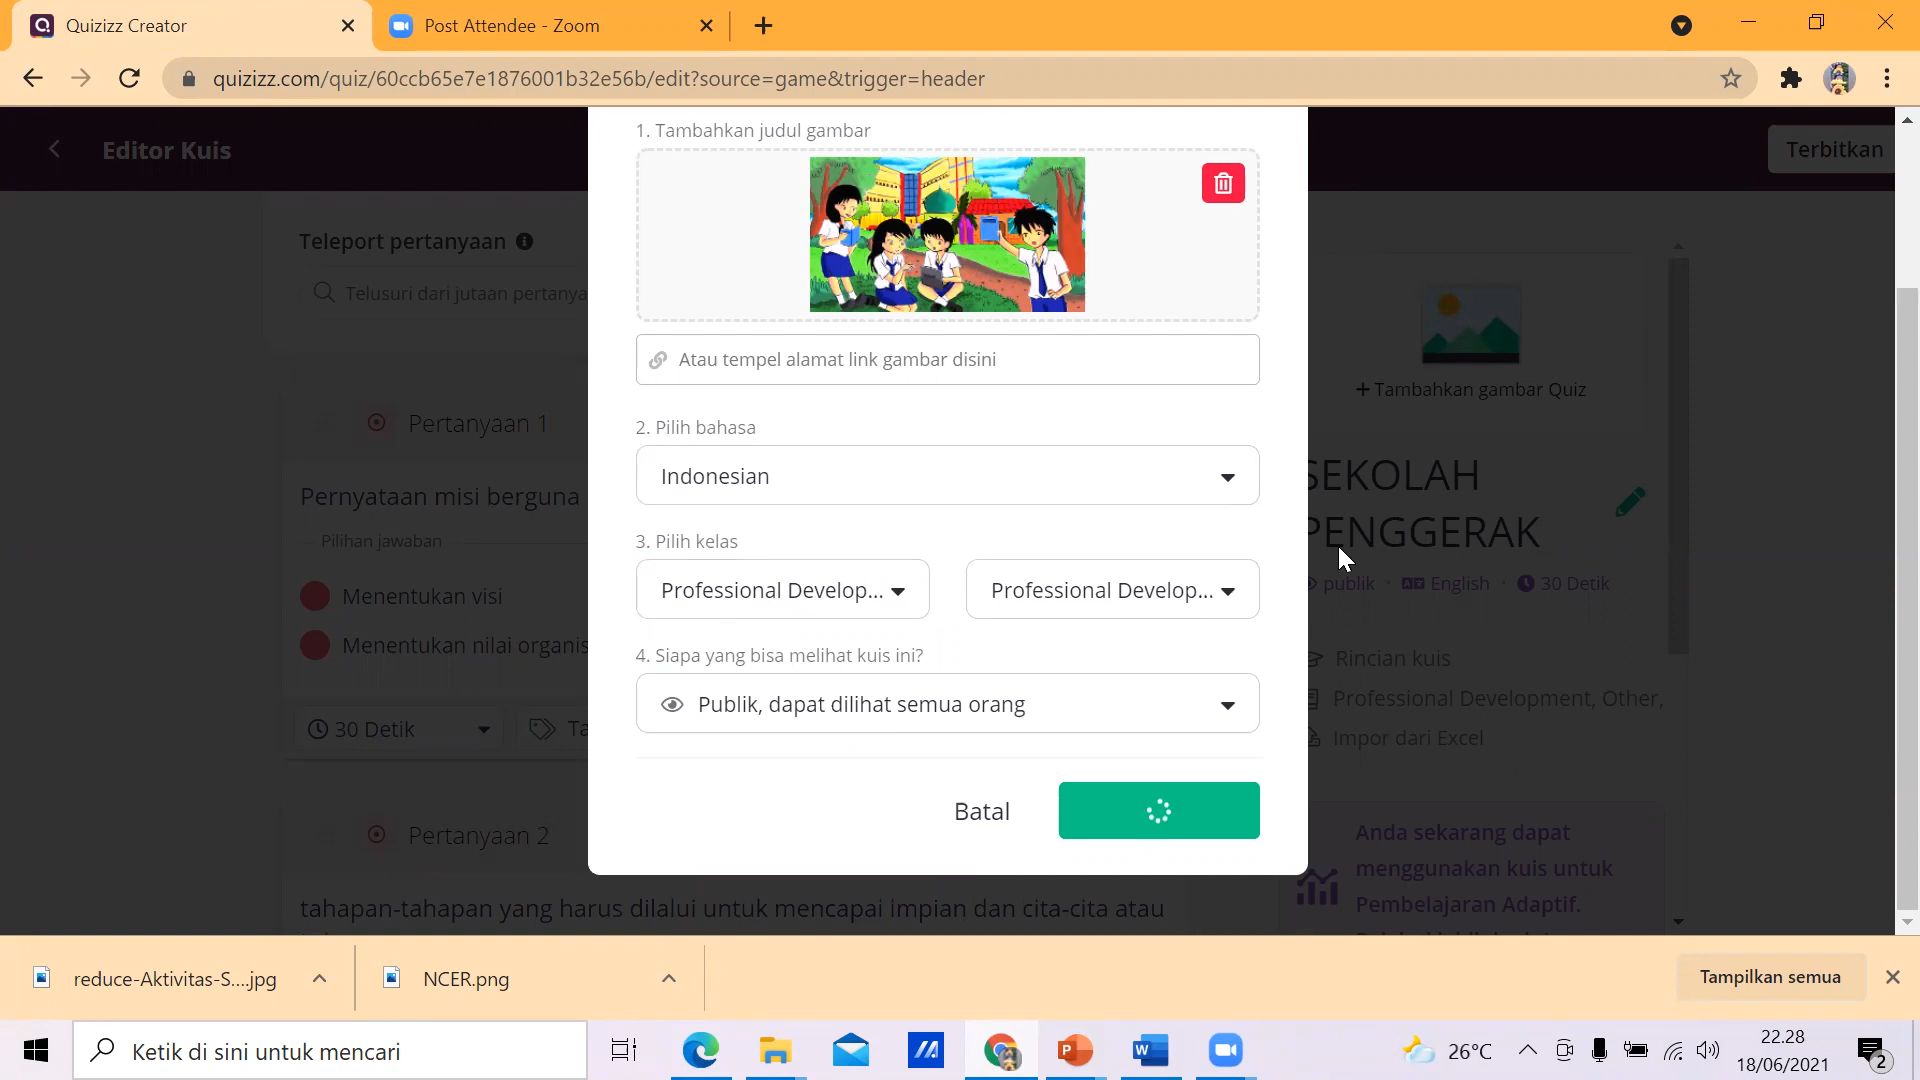 Quizizz Creator
Post Attendee - Zoom
quizizz.com/quiz/60ccb65e7e1876001b32e56b/edit?source=game&trigger=header
Editor Kuis
Terbitkan
1. Tambahkan judul gambar
Teleport pertanyaan
Telusuri dari jutaan pertanya
Atau tempel alamat link gambar disini
+ Tambahkan gambar Quiz
2. Pilih bahasa
Indonesian
Pertanyaan 1
SEKOLAH
PENGGERAK
Pernyataan misi berguna
Pilihan jawaban
3. Pilih kelas
Professional Develop...
Professional Develop...
publik
English
30 Detik
Menentukan visi
Menentukan nilai organis
4. Siapa yang bisa melihat kuis ini?
Publik, dapat dilihat semua orang
Rincian kuis
Professional Development, Other,
Impor dari Excel
30 Detik
Ta
Batal
Pertanyaan 2
tahapan-tahapan yang harus dilalui untuk mencapai impian dan cita-cita atau
Anda sekarang dapat
menggunakan kuis untuk
Pembelajaran Adaptif.
reduce-Aktivitas-S....jpg
NCER.png
Tampilkan semua
Ketik di sini untuk mencari
26°C
22.28
18/06/2021
2